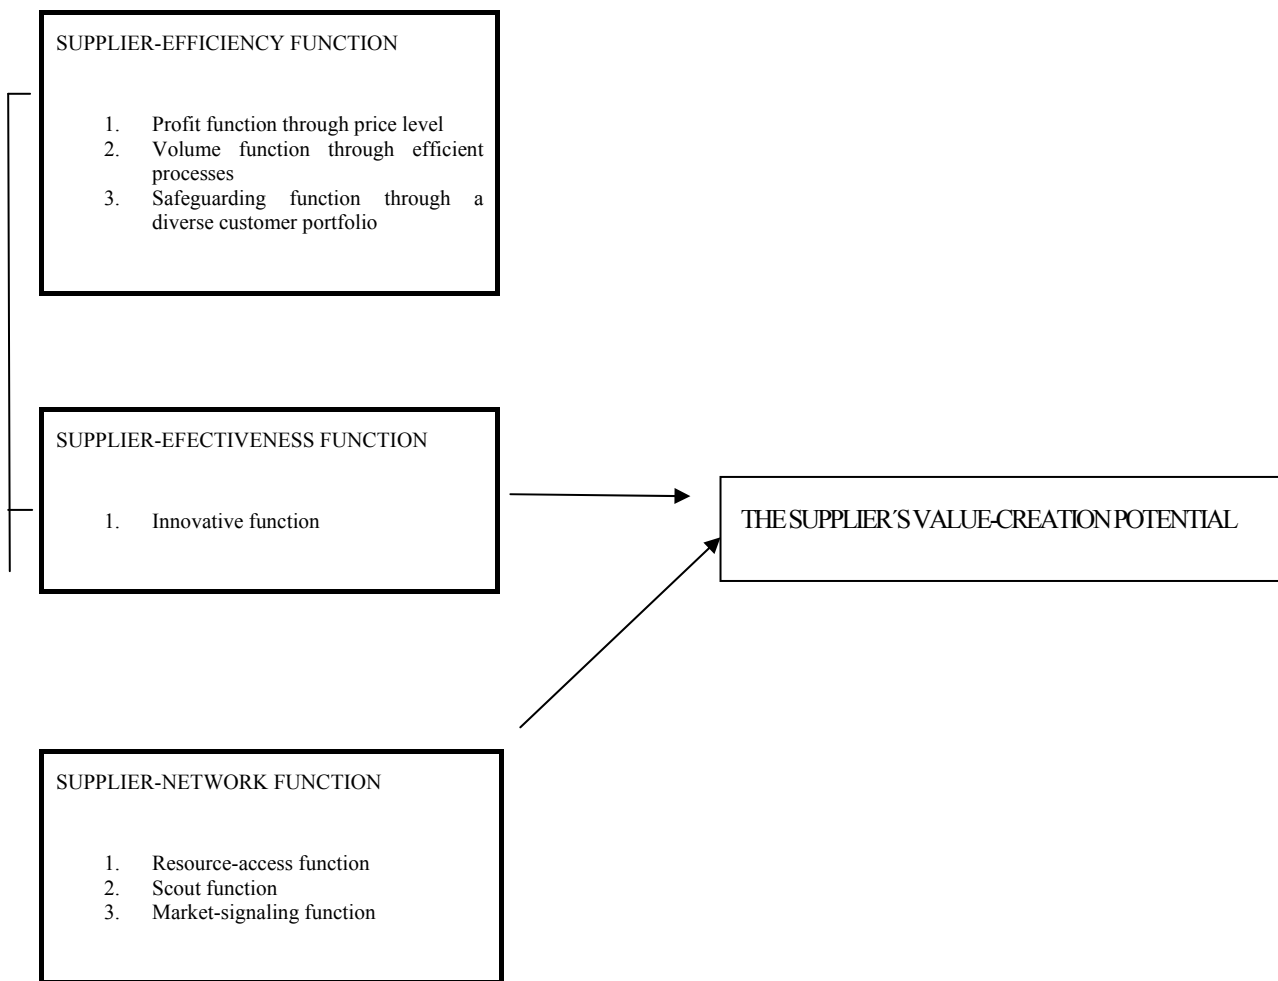 SUPPLIER-EFFICIENCY FUNCTION
1. Profit function through price level
2. Volume function through efficient
processes
3. Safeguarding function through a
diverse customer portfolio
SUPPLIER-EFECTIVENESS FUNCTION
1. Innovative function
THE SUPPLIER´S VALUE-CREATION POTENTIAL
SUPPLIER-NETWORK FUNCTION
1. Resource-access function
2. Scout function
3. Market-signaling function